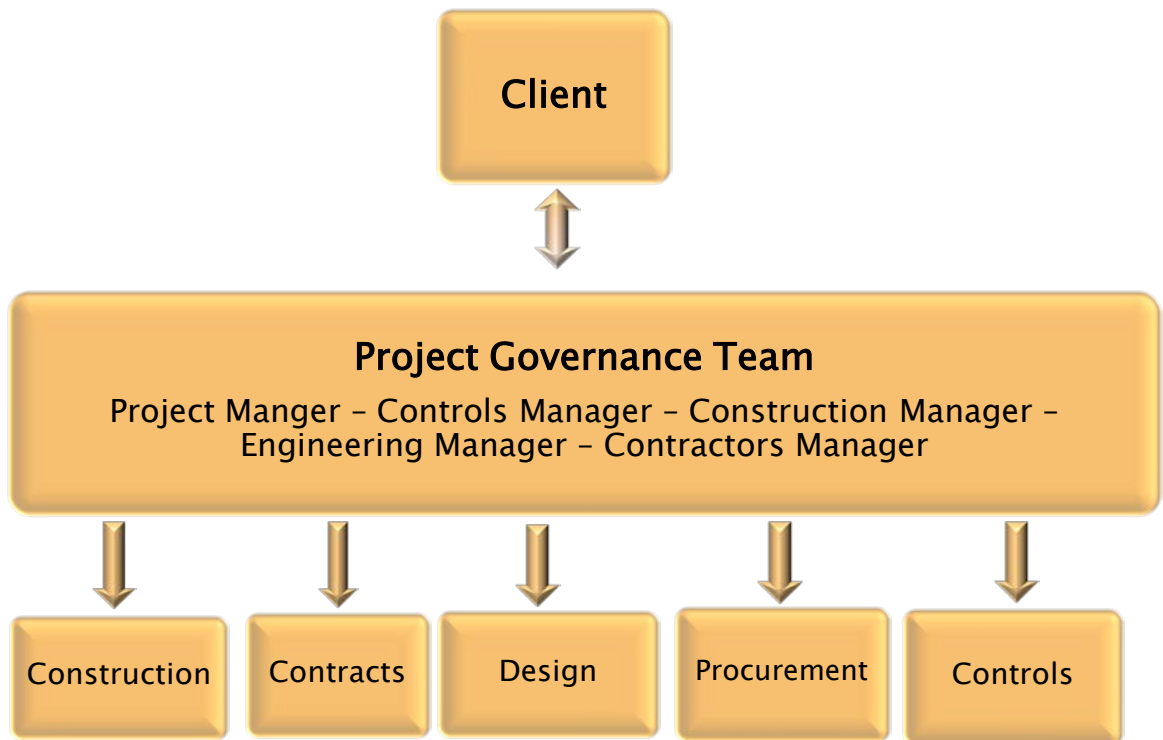 Client
Project Governance Team
Project Manger – Controls Manager – Construction Manager –
Engineering Manager – Contractors Manager
Construction
Contracts
Design
Procurement
Controls